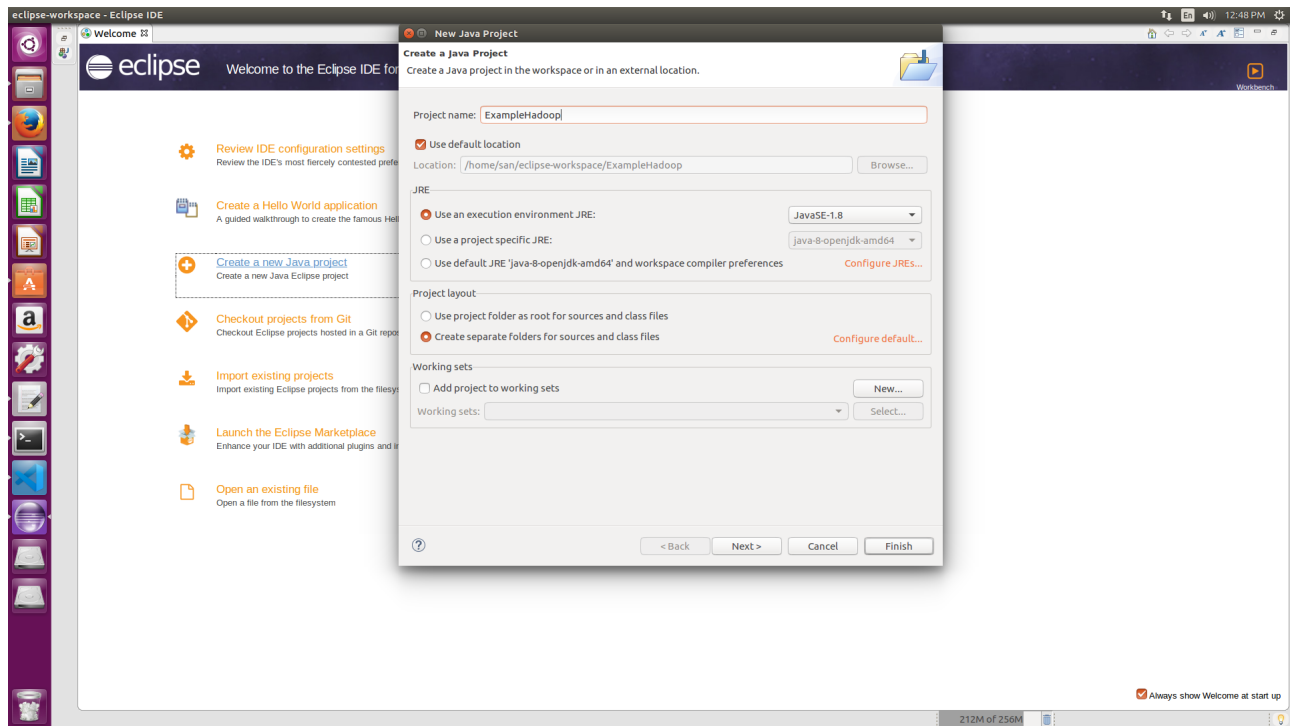 eclipse-workspace - Eclipse IDE
En 12:48 PM
Welcome
eclipse Welcome to the Eclipse IDE for
Workbench
Review IDE configuration settings
Review the IDE's most fiercely contested prefe
Create a Hello World application
A guided walkthrough to create the famous Hel
Create a new Java project
Create a new Java Eclipse project
Checkout projects from Git
Checkout Eclipse projects hosted in a Git repos
Import existing projects
Import existing Eclipse projects from the filesys
Launch the Eclipse Marketplace
Enhance your IDE with additional plugins and in
Open an existing file
Open a file from the filesystem
New Java Project
Create a Java Project
Create a Java project in the workspace or in an external location.
Project name: ExampleHadoop
Use default location
Location: /home/san/eclipse-workspace/ExampleHadoop Browse...
JRE
Use an execution environment JRE: JavaSE-1.8
Use a project specific JRE: java-8-openjdk-amd64
Use default JRE 'java-8-openjdk-amd64' and workspace compiler preferences Configure JREs...
Project layout
Use project folder as root for sources and class files
Create separate folders for sources and class files Configure default...
Working sets
Add project to working sets New...
Working sets: Select...
? < Back Next > Cancel Finish
Always show Welcome at start up
212M of 256M